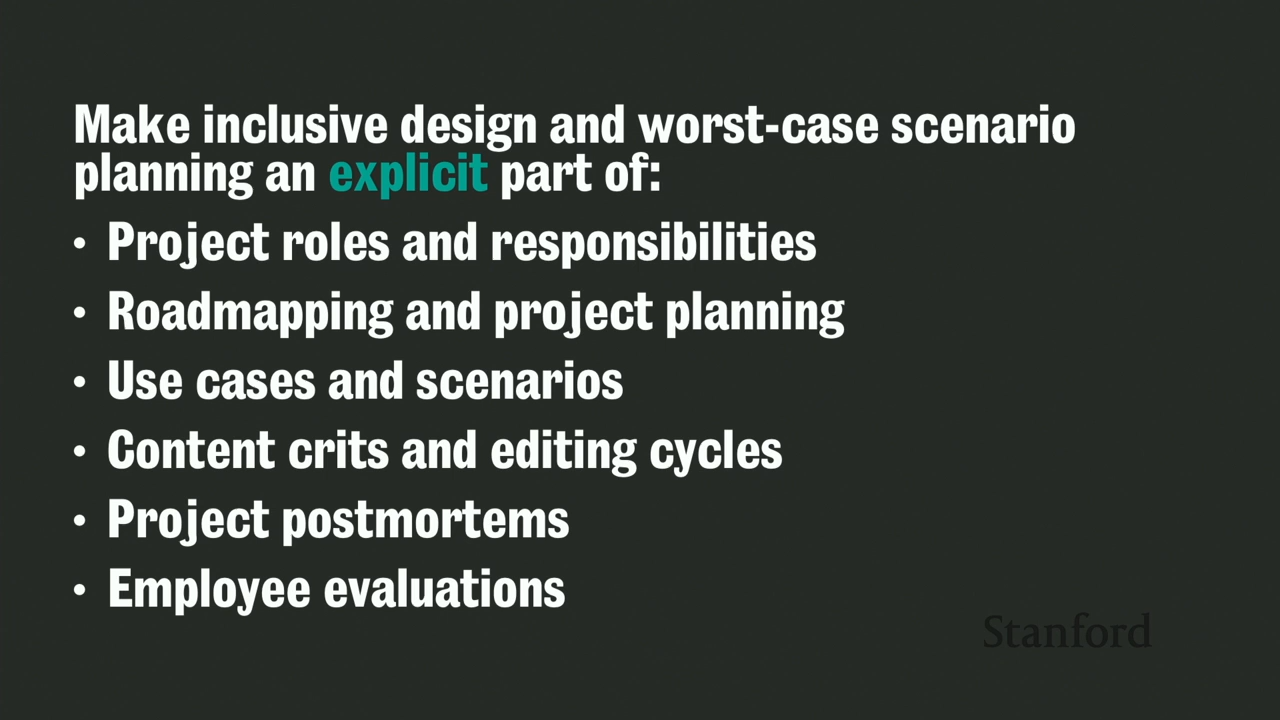 Make inclusive design and worst-case scenario
planning an explicit part of:
• Project roles and responsibilities
• Roadmapping and project planning
• Use cases and scenarios
• Content crits and editing cycles
• Project postmortems
• Employee evaluations
Stanford